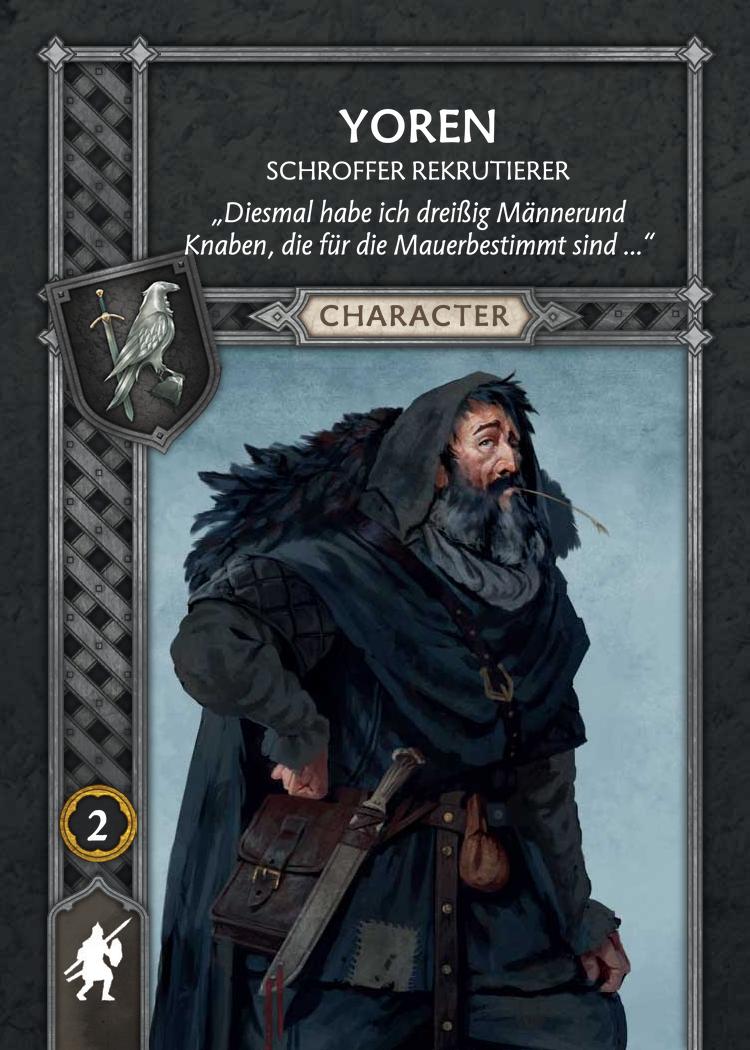 YOREN
SCHROFFER REKRUTIERER
„Diesmal habe ich dreißig Männerund
Knaben, die für die Mauerbestimmt sind ...“
CHARACTER
2